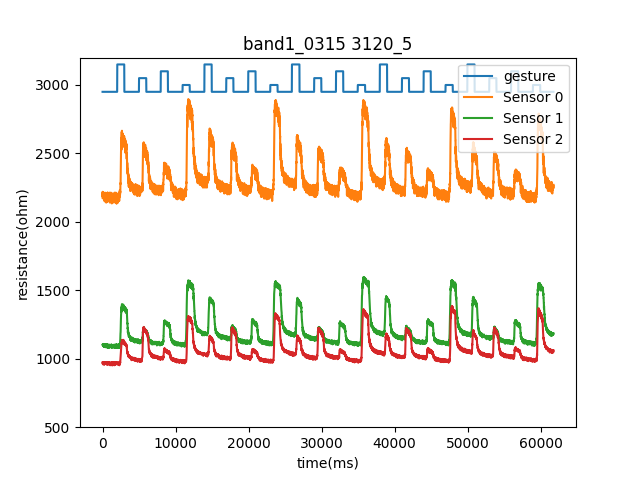 band1_0315 3120_5
gesture
Sensor 0
Sensor 1
Sensor 2
3000
2500
2000
1500
1000
500
resistance(ohm)
0
10000
20000
30000
40000
50000
60000
time(ms)